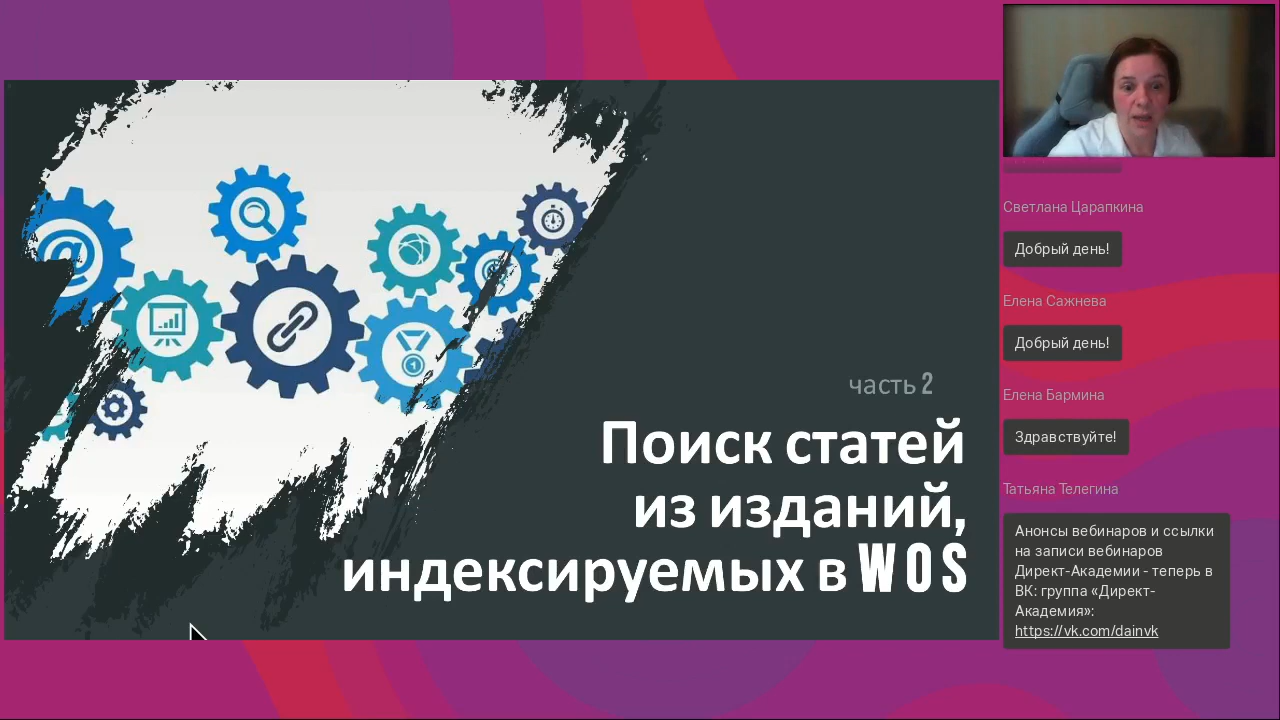 часть 2
Поиск статей
из изданий,
индексируемых в WOS
Светлана Царапкина
Добрый день!
Елена Сажнева
Добрый день!
Елена Бармина
Здравствуйте!
Татьяна Телегина
Анонсы вебинаров и ссылки
на записи вебинаров
Директ-Академии - теперь в
ВК: группа «Директ-
Академия»:
https://vk.com/dainvk